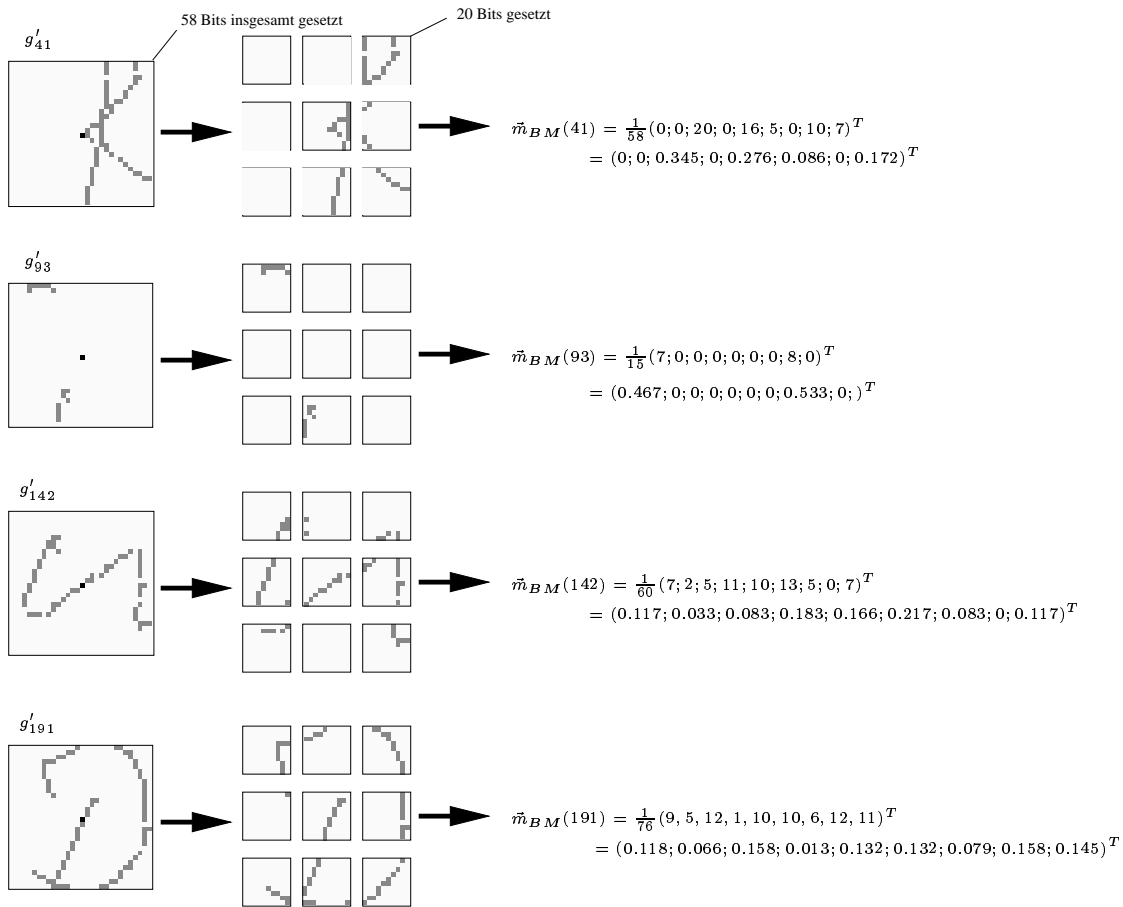 58 Bits insgesamt gesetzt
20 Bits gesetzt
g′41
m⃗BM(41) = 1/58 (0; 0; 20; 0; 16; 5; 0; 10; 7)^T
= (0; 0; 0.345; 0; 0.276; 0.086; 0; 0.172)^T
g′93
m⃗BM(93) = 1/15 (7; 0; 0; 0; 0; 0; 0; 8; 0)^T
= (0.467; 0; 0; 0; 0; 0; 0; 0.533; 0; )^T
g′142
m⃗BM(142) = 1/60 (7; 2; 5; 11; 10; 13; 5; 0; 7)^T
= (0.117; 0.033; 0.083; 0.183; 0.166; 0.217; 0.083; 0; 0.117)^T
g′191
m⃗BM(191) = 1/76 (9, 5, 12, 1, 10, 10, 6, 12, 11)^T
= (0.118; 0.066; 0.158; 0.013; 0.132; 0.132; 0.079; 0.158; 0.145)^T